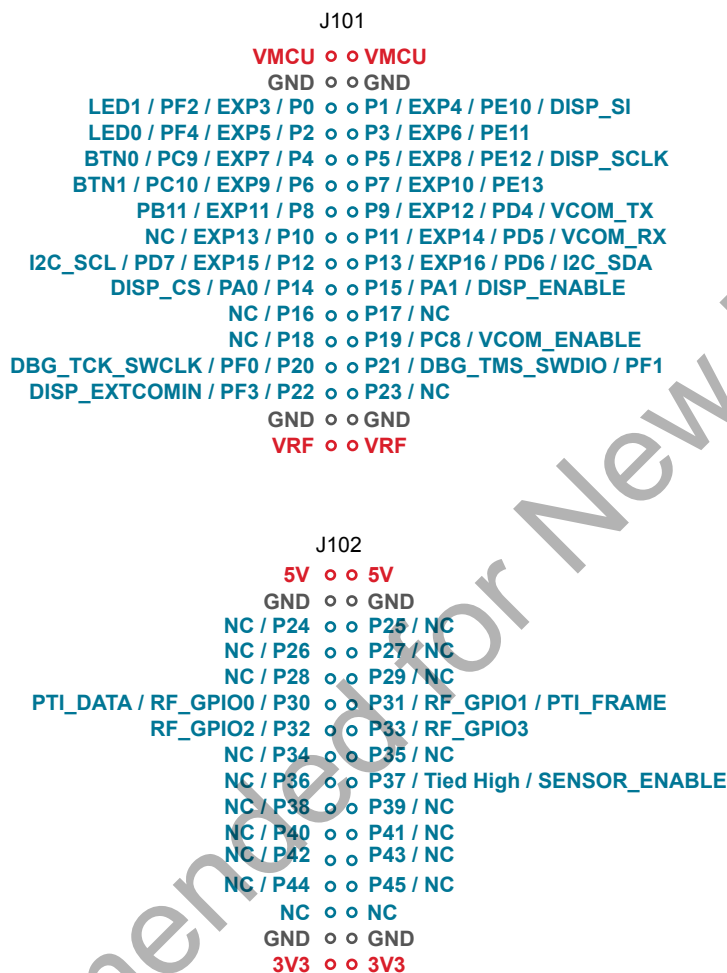 J101
VMCU VMCU
GND GND
LED1 / PF2 / EXP3 / P0 P1 / EXP4 / PE10 / DISP_SI
LED0 / PF4 / EXP5 / P2 P3 / EXP6 / PE11
BTN0 / PC9 / EXP7 / P4 P5 / EXP8 / PE12 / DISP_SCLK
BTN1 / PC10 / EXP9 / P6 P7 / EXP10 / PE13
PB11 / EXP11 / P8 P9 / EXP12 / PD4 / VCOM_TX
NC / EXP13 / P10 P11 / EXP14 / PD5 / VCOM_RX
I2C_SCL / PD7 / EXP15 / P12 P13 / EXP16 / PD6 / I2C_SDA
DISP_CS / PA0 / P14 P15 / PA1 / DISP_ENABLE
NC / P16 P17 / NC
NC / P18 P19 / PC8 / VCOM_ENABLE
DBG_TCK_SWCLK / PF0 / P20 P21 / DBG_TMS_SWDIO / PF1
DISP_EXTCOMIN / PF3 / P22 P23 / NC
GND GND
VRF VRF
J102
5V 5V
GND GND
NC / P24 P25 / NC
NC / P26 P27 / NC
NC / P28 P29 / NC
PTI_DATA / RF_GPIO0 / P30 P31 / RF_GPIO1 / PTI_FRAME
RF_GPIO2 / P32 P33 / RF_GPIO3
NC / P34 P35 / NC
NC / P36 P37 / Tied High / SENSOR_ENABLE
NC / P38 P39 / NC
NC / P40 P41 / NC
NC / P42 P43 / NC
NC / P44 P45 / NC
NC NC
GND GND
3V3 3V3
mended for New